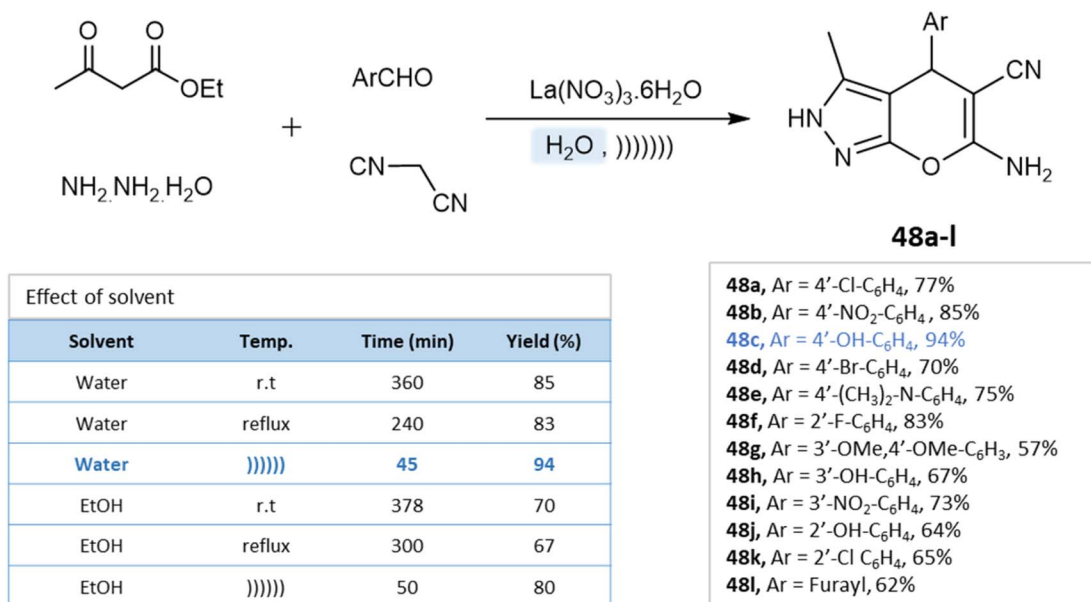 O
O
OEt
NH₂.NH₂.H₂O
+
ArCHO
CN
CN
La(NO₃)₃.6H₂O
H₂O , )))))))
Ar
CN
HN
N
O
NH₂
48a-l
Effect of solvent
Solvent Temp. Time (min) Yield (%)
Water r.t 360 85
Water reflux 240 83
Water )))))) 45 94
EtOH r.t 378 70
EtOH reflux 300 67
EtOH )))))) 50 80
48a, Ar = 4’-Cl-C₆H₄, 77%
48b, Ar = 4’-NO₂-C₆H₄ , 85%
48c, Ar = 4’-OH-C₆H₄, 94%
48d, Ar = 4’-Br-C₆H₄, 70%
48e, Ar = 4’-(CH₃)₂-N-C₆H₄, 75%
48f, Ar = 2’-F-C₆H₄, 83%
48g, Ar = 3’-OMe,4’-OMe-C₆H₃, 57%
48h, Ar = 3’-OH-C₆H₄, 67%
48i, Ar = 3’-NO₂-C₆H₄, 73%
48j, Ar = 2’-OH-C₆H₄, 64%
48k, Ar = 2’-Cl C₆H₄, 65%
48l, Ar = Furayl, 62%